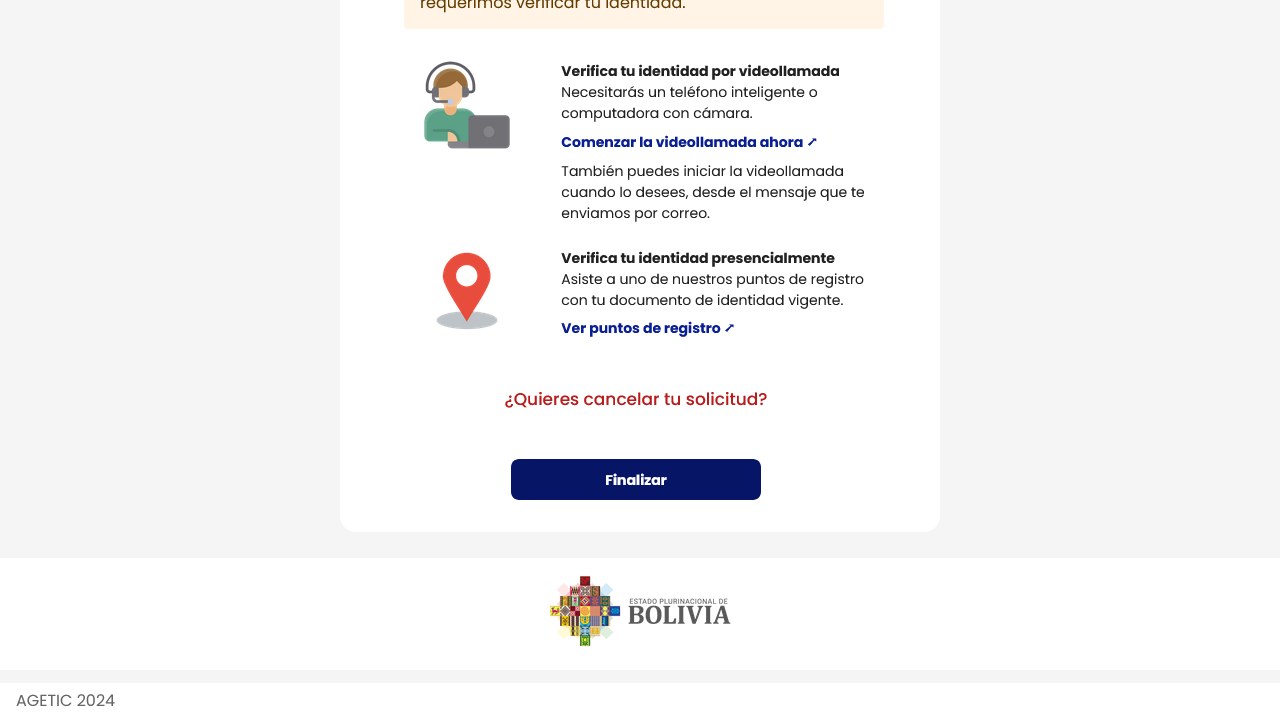 requerimos verificar tu identidad.
Verifica tu identidad por videollamada
Necesitarás un teléfono inteligente o
computadora con cámara.
Comenzar la videollamada ahora ⤢
También puedes iniciar la videollamada
cuando lo desees, desde el mensaje que te
enviamos por correo.
Verifica tu identidad presencialmente
Asiste a uno de nuestros puntos de registro
con tu documento de identidad vigente.
Ver puntos de registro ⤢
¿Quieres cancelar tu solicitud?
Finalizar
ESTADO PLURINACIONAL DE
BOLIVIA
AGETIC 2024